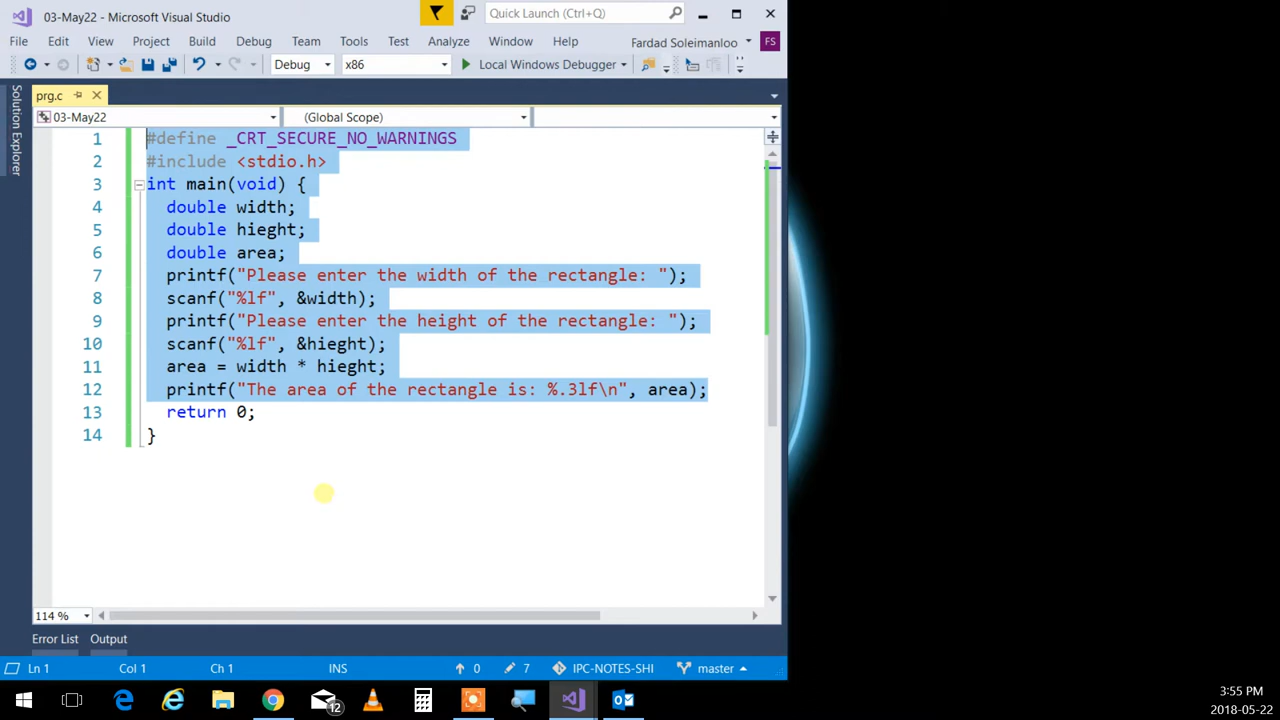 03-May22 - Microsoft Visual Studio
Quick Launch (Ctrl+Q)
File Edit View Project Build Debug Team Tools Test Analyze Window Help Fardad Soleimanloo FS
Debug x86 Local Windows Debugger
Solution Explorer
prg.c
03-May22 (Global Scope)
1 #define _CRT_SECURE_NO_WARNINGS
2 #include <stdio.h>
3 int main(void) {
4 double width;
5 double hieght;
6 double area;
7 printf("Please enter the width of the rectangle: ");
8 scanf("%lf", &width);
9 printf("Please enter the height of the rectangle: ");
10 scanf("%lf", &hieght);
11 area = width * hieght;
12 printf("The area of the rectangle is: %.3lf\n", area);
13 return 0;
14 }
114 %
Error List Output
Ln 1 Col 1 Ch 1 INS 0 7 IPC-NOTES-SHI master
12
3:55 PM
2018-05-22